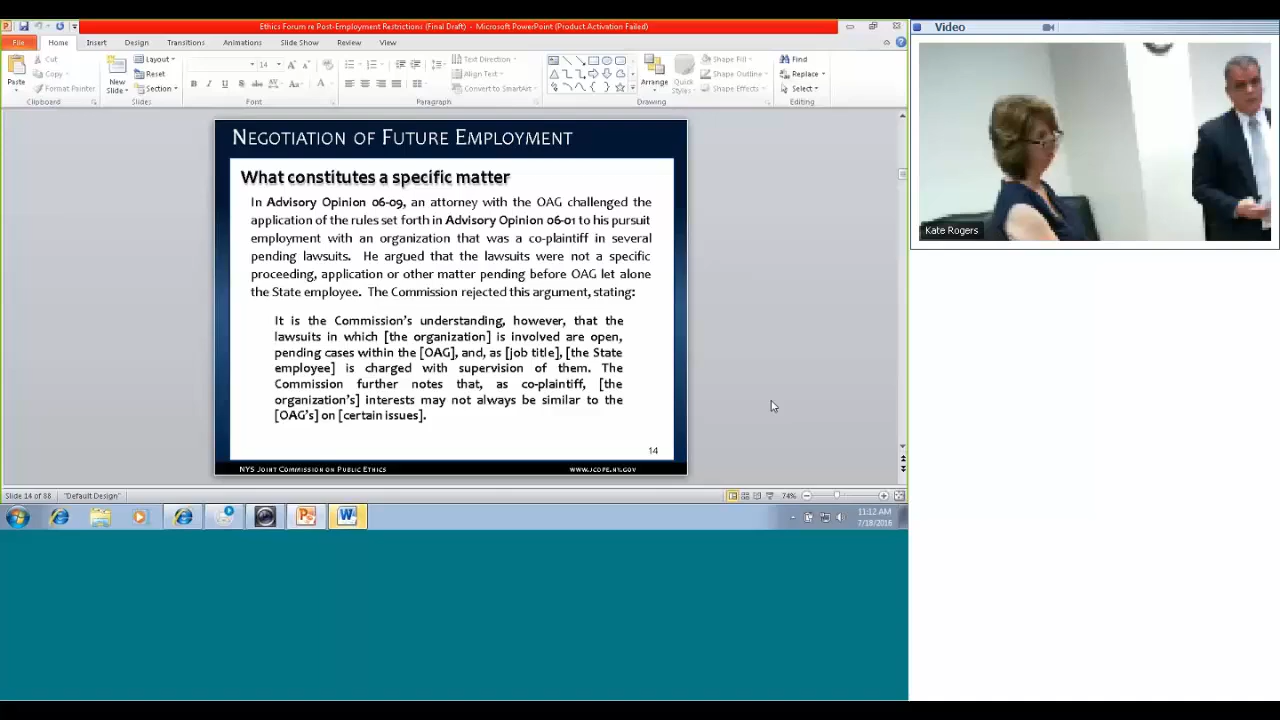 Ethics Forum re Post-Employment Restrictions (Final Draft) - Microsoft PowerPoint (Product Activation Failed)
File Home Insert Design Transitions Animations Slide Show Review View
Paste
Cut
Copy
Format Painter
Clipboard
New
Slide
Layout
Reset
Section
Slides
14
Font
Paragraph
Text Direction
Align Text
Convert to SmartArt
Arrange
Quick
Styles
Shape Fill
Shape Outline
Shape Effects
Drawing
Find
Replace
Select
Editing
Negotiation of Future Employment
What constitutes a specific matter
In Advisory Opinion 06-09, an attorney with the OAG challenged the
application of the rules set forth in Advisory Opinion 06-01 to his pursuit
employment with an organization that was a co-plaintiff in several
pending lawsuits. He argued that the lawsuits were not a specific
proceeding, application or other matter pending before OAG let alone
the State employee. The Commission rejected this argument, stating:
It is the Commission's understanding, however, that the
lawsuits in which [the organization] is involved are open,
pending cases within the [OAG], and, as [job title], [the State
employee] is charged with supervision of them. The
Commission further notes that, as co-plaintiff, [the
organization's] interests may not always be similar to the
[OAG's] on [certain issues].
14
NYS Joint Commission on Public Ethics www.jcope.ny.gov
Slide 14 of 88 "Default Design" 74%
11:12 AM
7/18/2016
Video
Kate Rogers